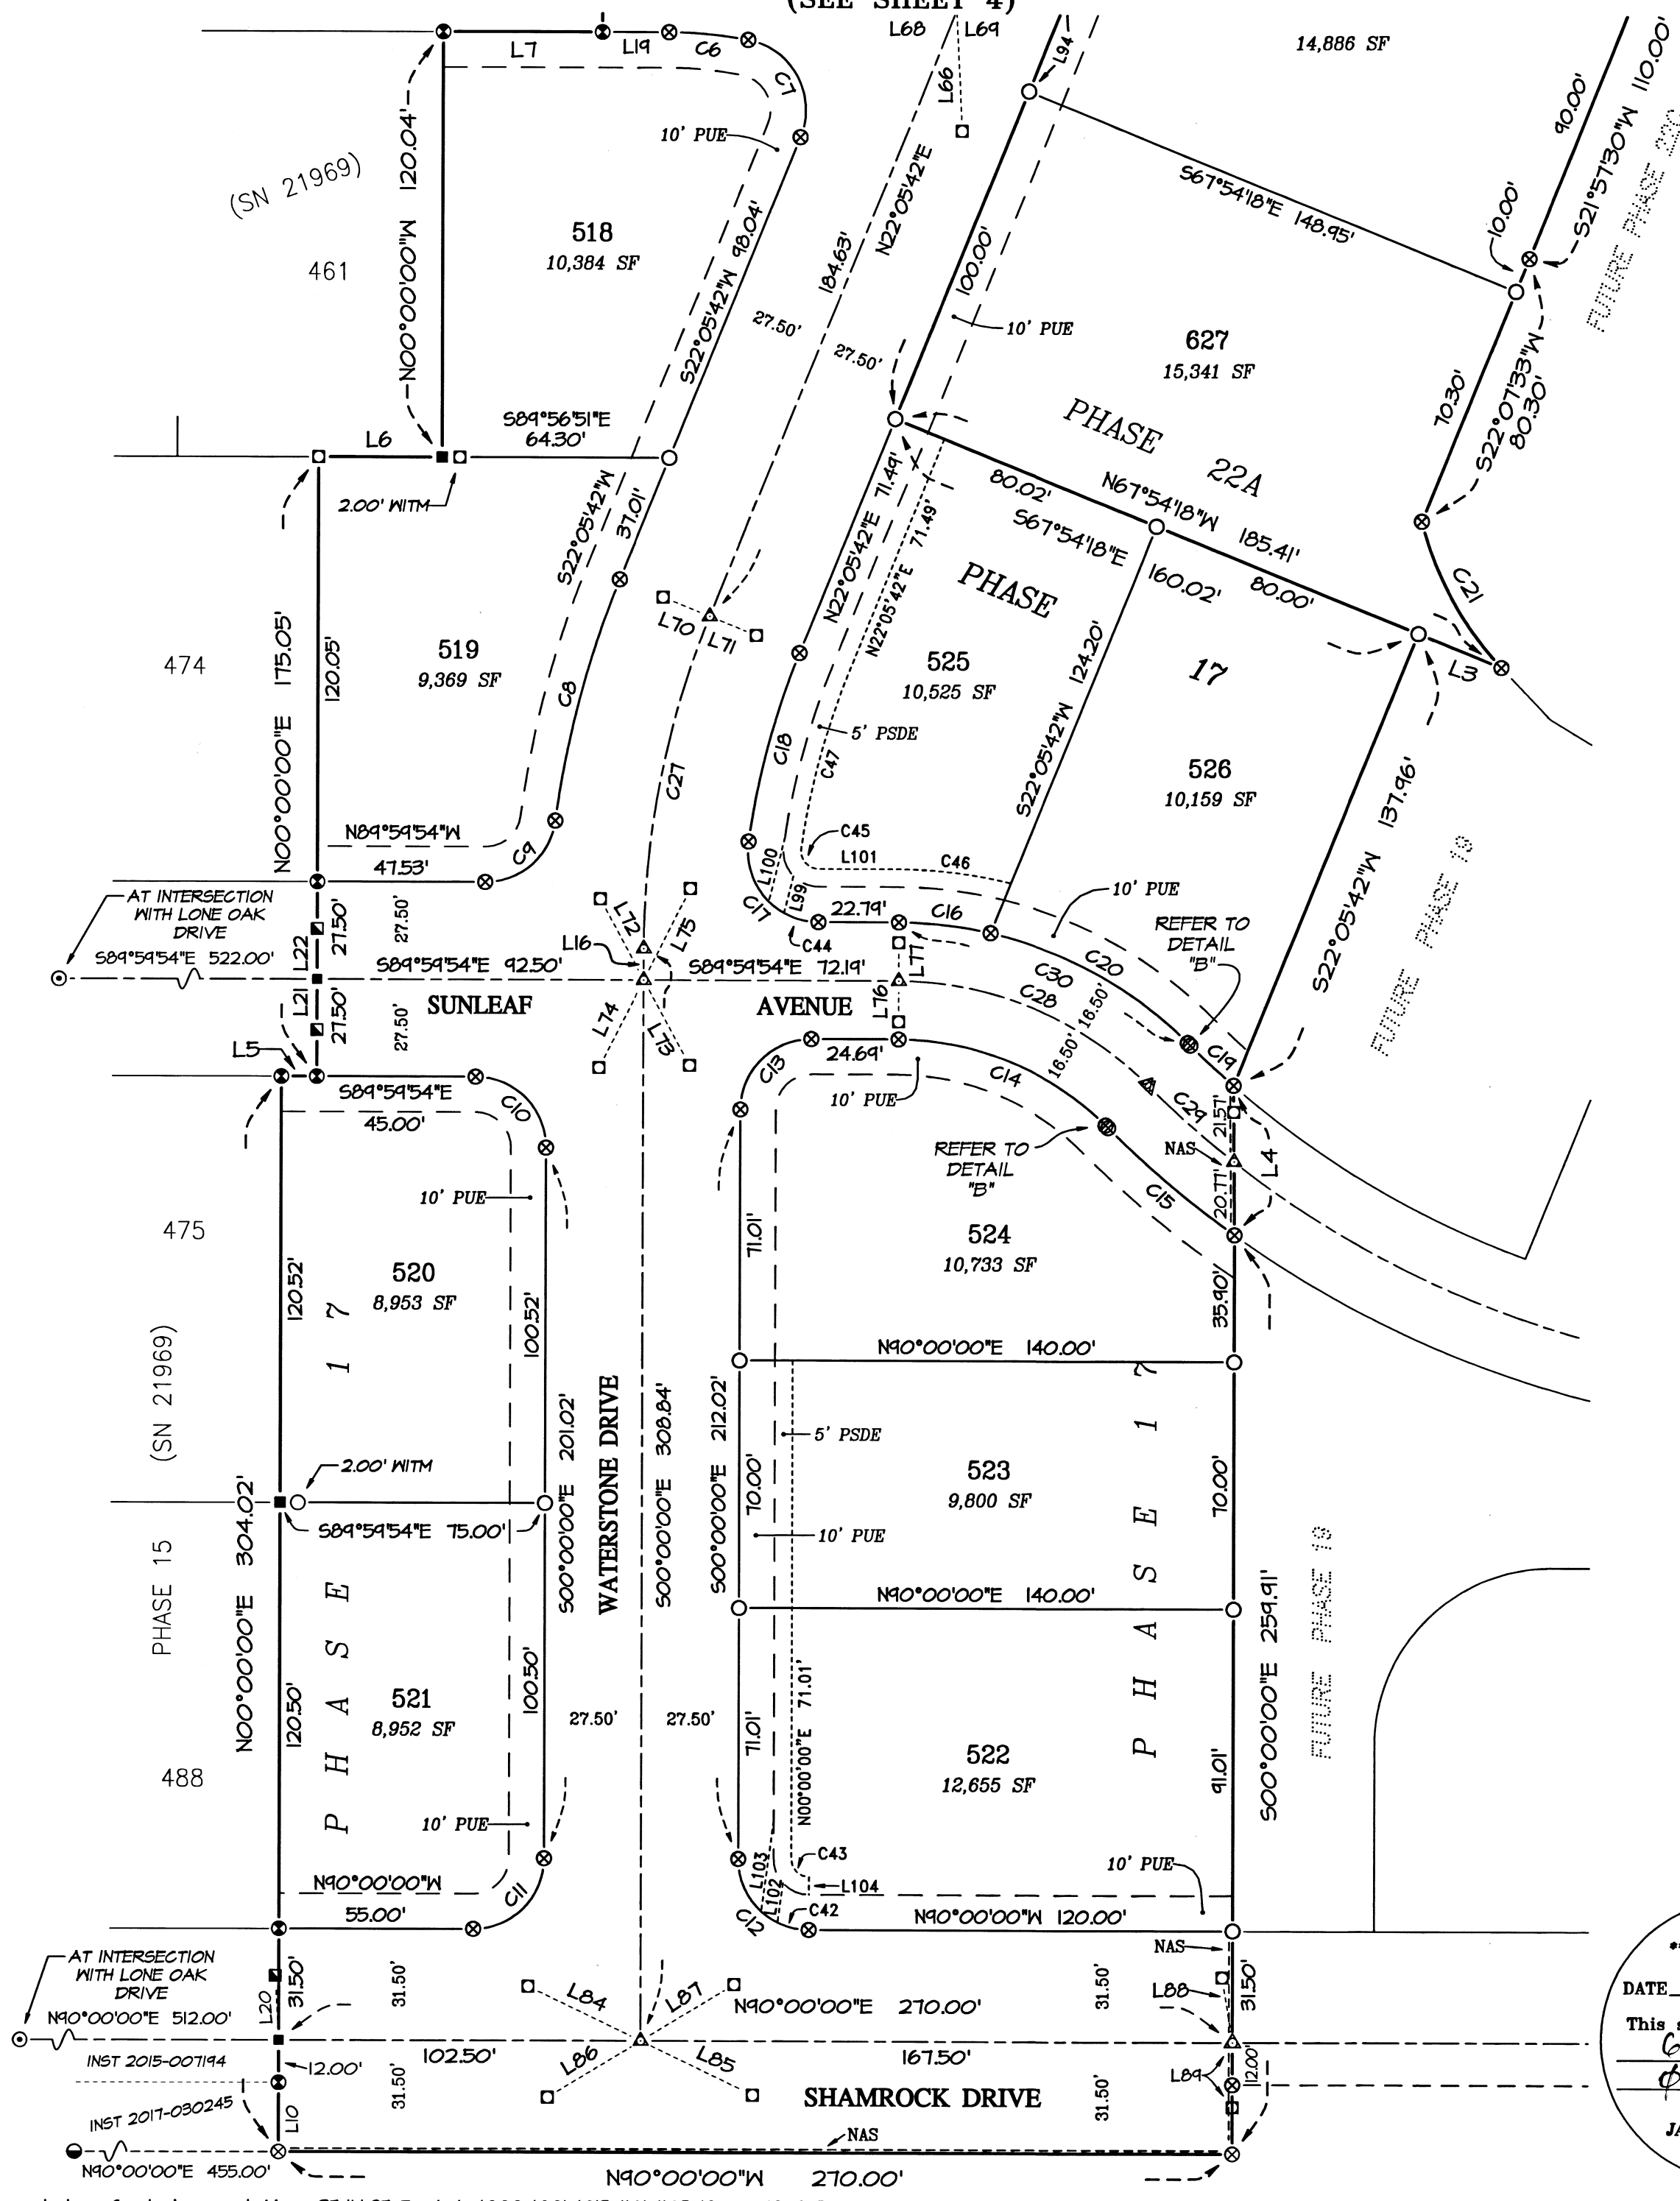 (SEE SHEET 4)
L7
L19
C6
C7
L68
L69
L66
L94
14,886 SF
90.00'
S21°57'30"W 110.00'
FUTURE PHASE
10' PUE
N00°00'00"W 120.04'
(SN 21969)
461
518
10,384 SF
S22°05'42"W 98.04'
184.63'
N22°05'42"E
27.50'
27.50'
100.00'
10' PUE
S67°54'18"E 148.95'
10.00'
627
15,341 SF
70.30'
S22°07'33"W
80.30'
L6
S89°56'51"E
64.30'
2.00' WITM
S22°05'42"W
37.01'
PHASE 22A
80.02'
N67°54'18"W 185.41'
S67°54'18"E 160.02'
80.00'
C21
L3
N22°05'42"E 71.49'
N22°05'42"E 71.49'
PHASE
17
L70
L71
474
N00°00'00"E 175.05'
120.05'
519
9,369 SF
C8
C27
C18
C47
5' PSDE
525
10,525 SF
S22°05'42"W 124.20'
526
10,159 SF
S22°05'42"W 137.96'
FUTURE PHASE 19
N89°59'54"W
47.53'
C9
C45
L101
C46
L100
L99
C17
C44
22.79'
C16
10' PUE
REFER TO
DETAIL
"B"
AT INTERSECTION
WITH LONE OAK
DRIVE
S89°59'54"E 522.00'
L22
27.50'
27.50'
L21
27.50'
27.50'
L16
L72
L75
L74
L73
S89°59'54"E 92.50'
S89°59'54"E 72.19'
L77
L76
SUNLEAF
AVENUE
C20
C30
C28
16.50'
16.50'
C19
C29
21.57'
NAS
20.77'
L4
L5
S89°59'54"E
45.00'
C10
C13
24.69'
10' PUE
C14
REFER TO
DETAIL
"B"
C15
475
10' PUE
120.52'
520
8,953 SF
100.52'
71.01'
524
10,733 SF
35.90'
N90°00'00"E 140.00'
(SN 21969)
PHASE 15
2.00' WITM
S89°59'54"E 75.00'
N00°00'00"E 304.02'
PHASE 17
S00°00'00"E 201.02'
WATERSTONE DRIVE
S00°00'00"E 308.84'
S00°00'00"E 212.02'
70.00'
5' PSDE
10' PUE
523
9,800 SF
PHASE 17
70.00'
N90°00'00"E 140.00'
S00°00'00"E 259.91'
FUTURE PHASE 19
488
120.50'
521
8,952 SF
100.50'
27.50'
27.50'
71.01'
N00°00'00"E 71.01'
522
12,655 SF
91.01'
10' PUE
N90°00'00"W
55.00'
C11
L103
L102
C12
C43
L104
C42
N90°00'00"W 120.00'
10' PUE
NAS
AT INTERSECTION
WITH LONE OAK
DRIVE
N90°00'00"E 512.00'
L20
31.50'
31.50'
L84
L87
N90°00'00"E 270.00'
31.50'
L88
31.50'
INST 2015-007194
12.00'
102.50'
L86
L85
167.50'
L89
12.00'
INST 2017-030245
L10
31.50'
SHAMROCK DRIVE
31.50'
NAS
N90°00'00"E 455.00'
N90°00'00"W 270.00'
DATE
This